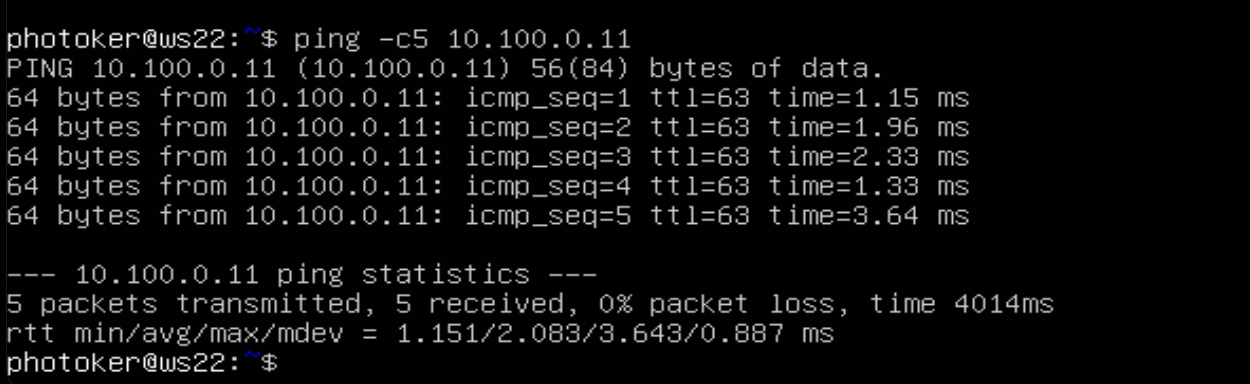 photoker@ws22:~$ ping -c5 10.100.0.11
PING 10.100.0.11 (10.100.0.11) 56(84) bytes of data.
64 bytes from 10.100.0.11: icmp_seq=1 ttl=63 time=1.15 ms
64 bytes from 10.100.0.11: icmp_seq=2 ttl=63 time=1.96 ms
64 bytes from 10.100.0.11: icmp_seq=3 ttl=63 time=2.33 ms
64 bytes from 10.100.0.11: icmp_seq=4 ttl=63 time=1.33 ms
64 bytes from 10.100.0.11: icmp_seq=5 ttl=63 time=3.64 ms

--- 10.100.0.11 ping statistics ---
5 packets transmitted, 5 received, 0% packet loss, time 4014ms
rtt min/avg/max/mdev = 1.151/2.083/3.643/0.887 ms
photoker@ws22:~$